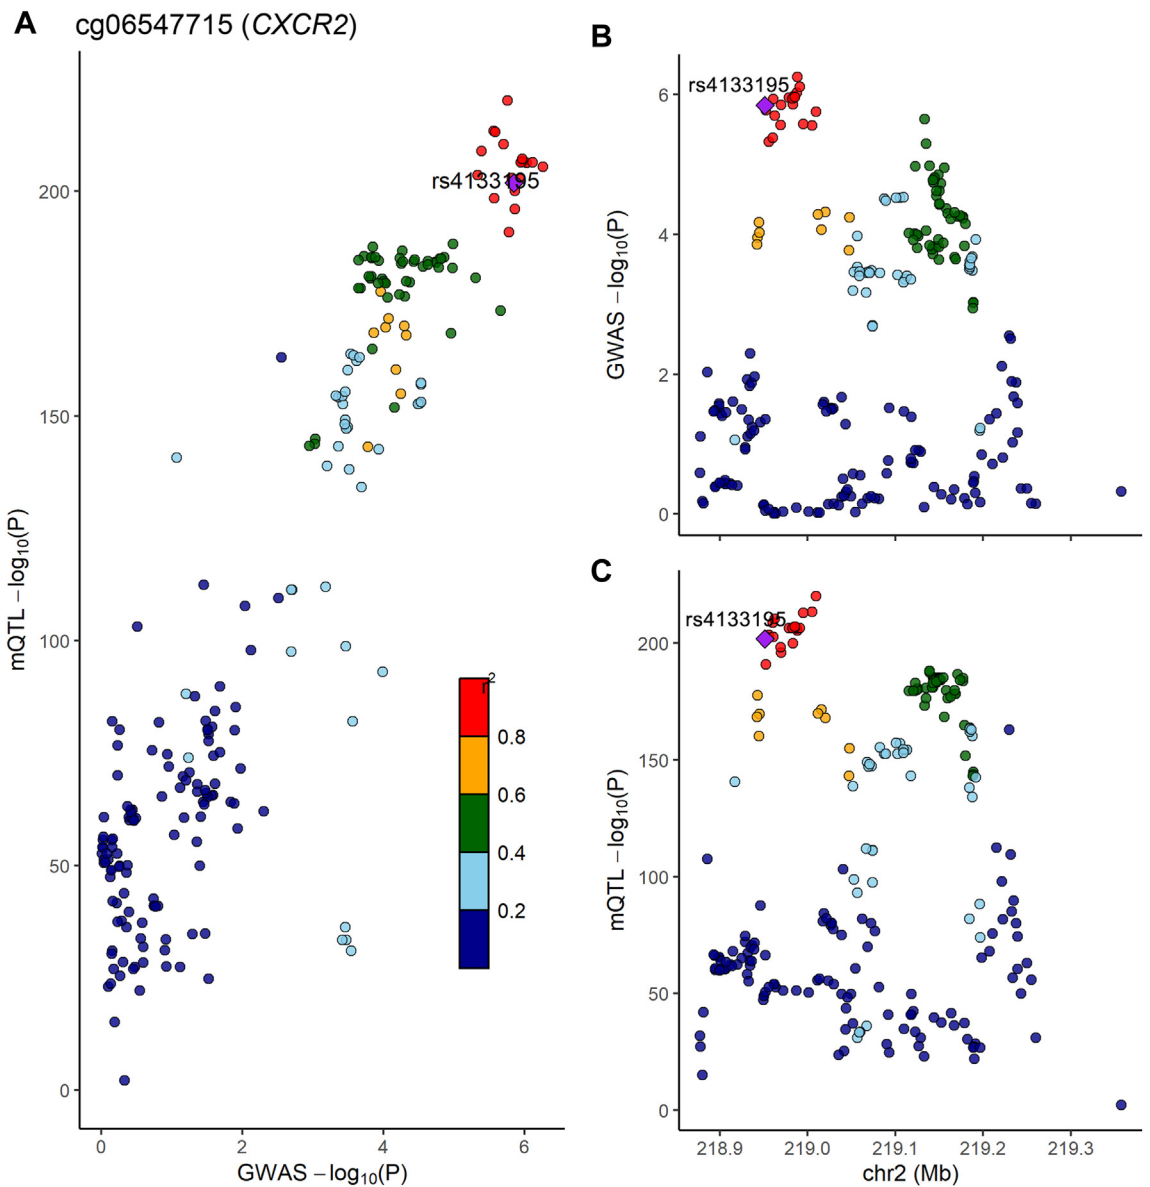 A
cg06547715 (CXCR2)
mQTL −log10(P)
200
150
100
50
0
0
2
4
6
GWAS −log10(P)
rs4133195
r2
0.8
0.6
0.4
0.2
B
GWAS −log10(P)
6
4
2
0
rs4133195
C
mQTL −log10(P)
200
150
100
50
0
rs4133195
218.9
219.0
219.1
219.2
219.3
chr2 (Mb)